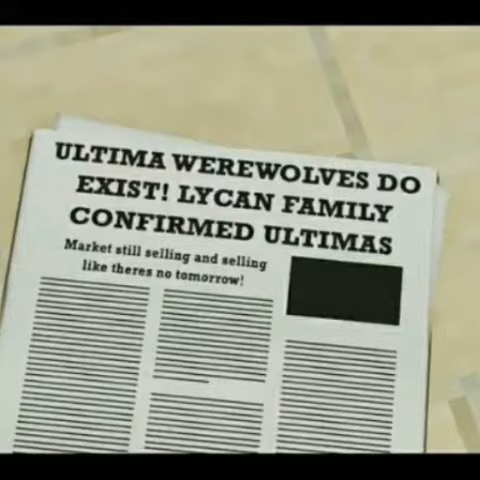 ULTIMA WEREWOLVES DO
EXIST! LYCAN FAMILY
CONFIRMED ULTIMAS
Market still selling and selling
like theres no tomorrow!